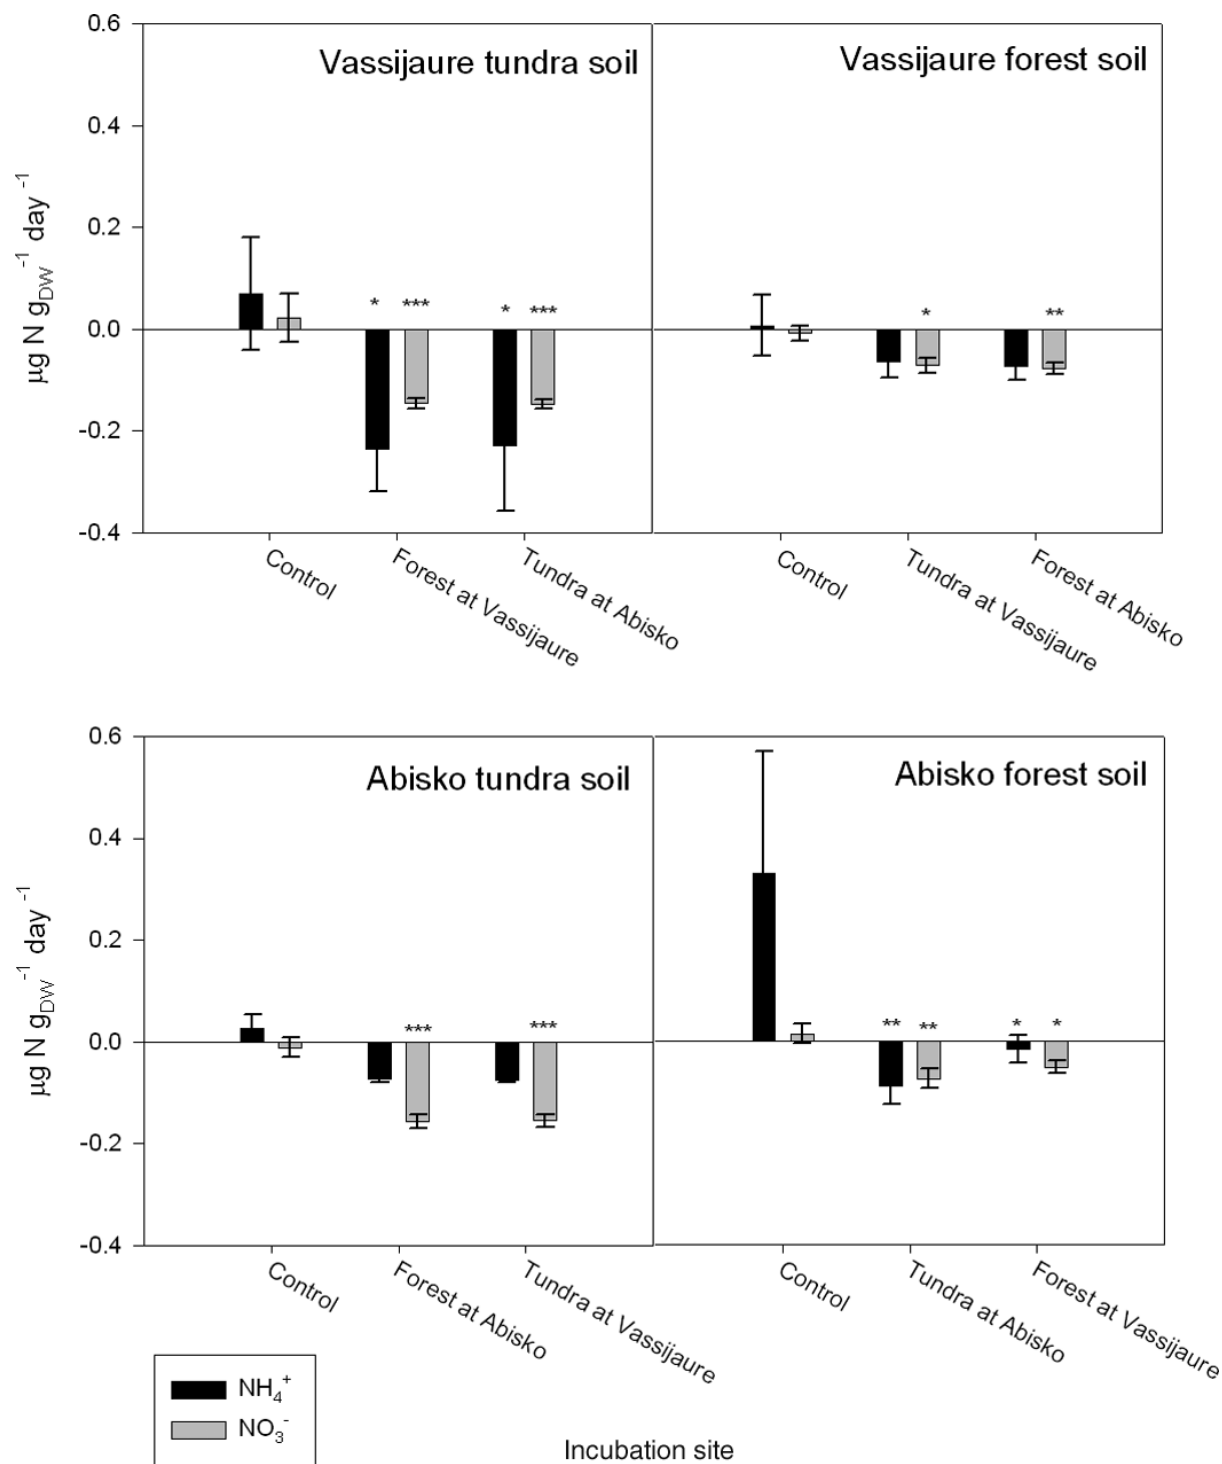 Vassijaure tundra soil
Vassijaure forest soil
0.6
0.4
0.2
0.0
-0.2
-0.4
µg N g_DW^-1 day^-1
* *** * ***
* **
Control
Forest at Vassijaure
Tundra at Abisko
Control
Tundra at Vassijaure
Forest at Abisko
Abisko tundra soil
Abisko forest soil
0.6
0.4
0.2
0.0
-0.2
-0.4
µg N g_DW^-1 day^-1
*** ***
** ** * *
Control
Forest at Abisko
Tundra at Vassijaure
Control
Tundra at Abisko
Forest at Vassijaure
NH₄⁺
NO₃⁻
Incubation site